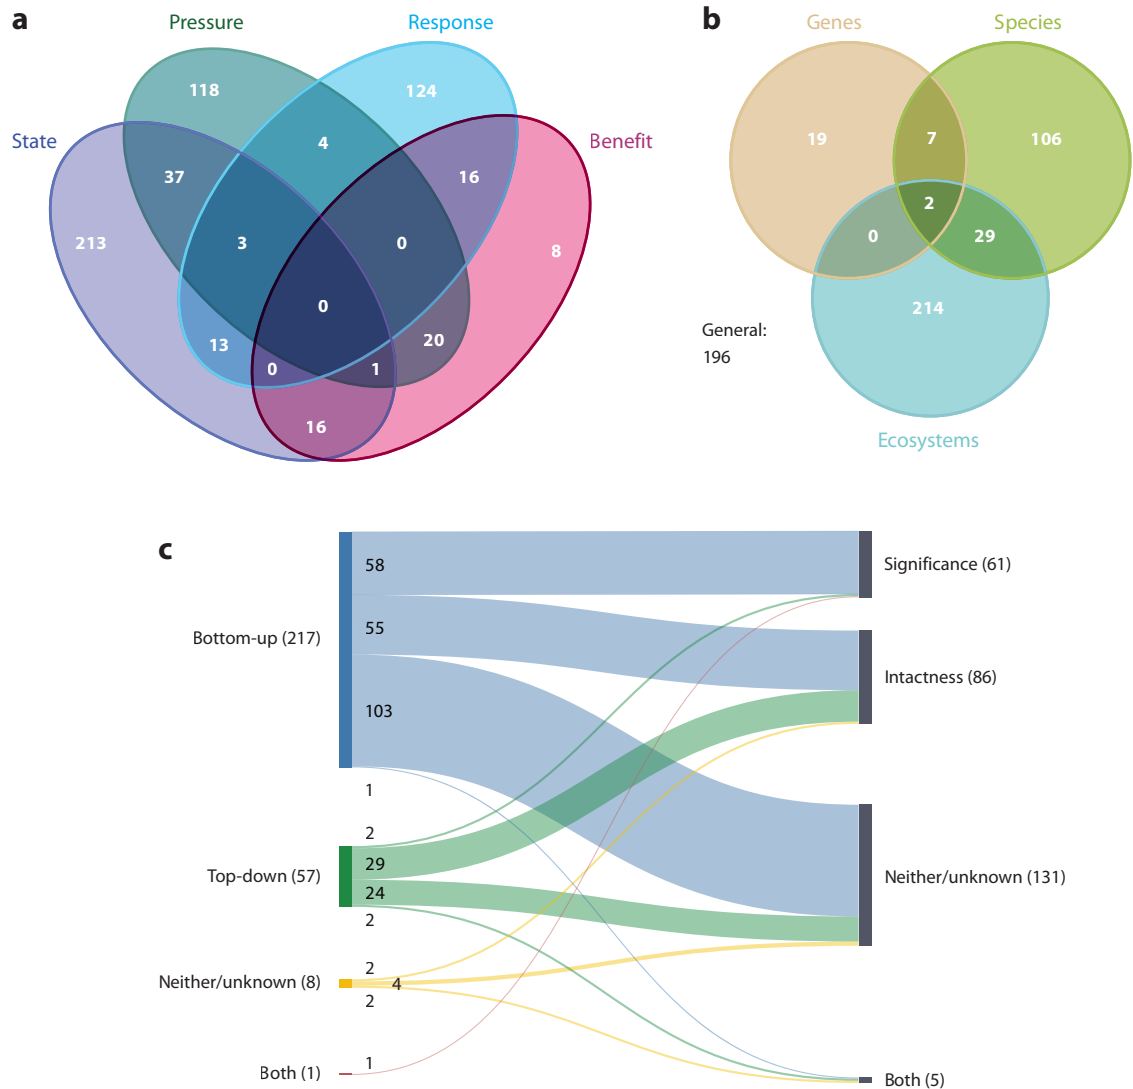 a
Pressure
Response
State
Benefit
118
124
4
37
16
213
3
0
8
0
13
20
0
1
16
b
Genes
Species
19
7
106
2
0
29
214
General:
196
Ecosystems
c
58
Significance (61)
Bottom-up (217)
55
Intactness (86)
103
1
2
29
Top-down (57)
24
Neither/unknown (131)
2
2
Neither/unknown (8)
4
2
1
Both (1)
Both (5)